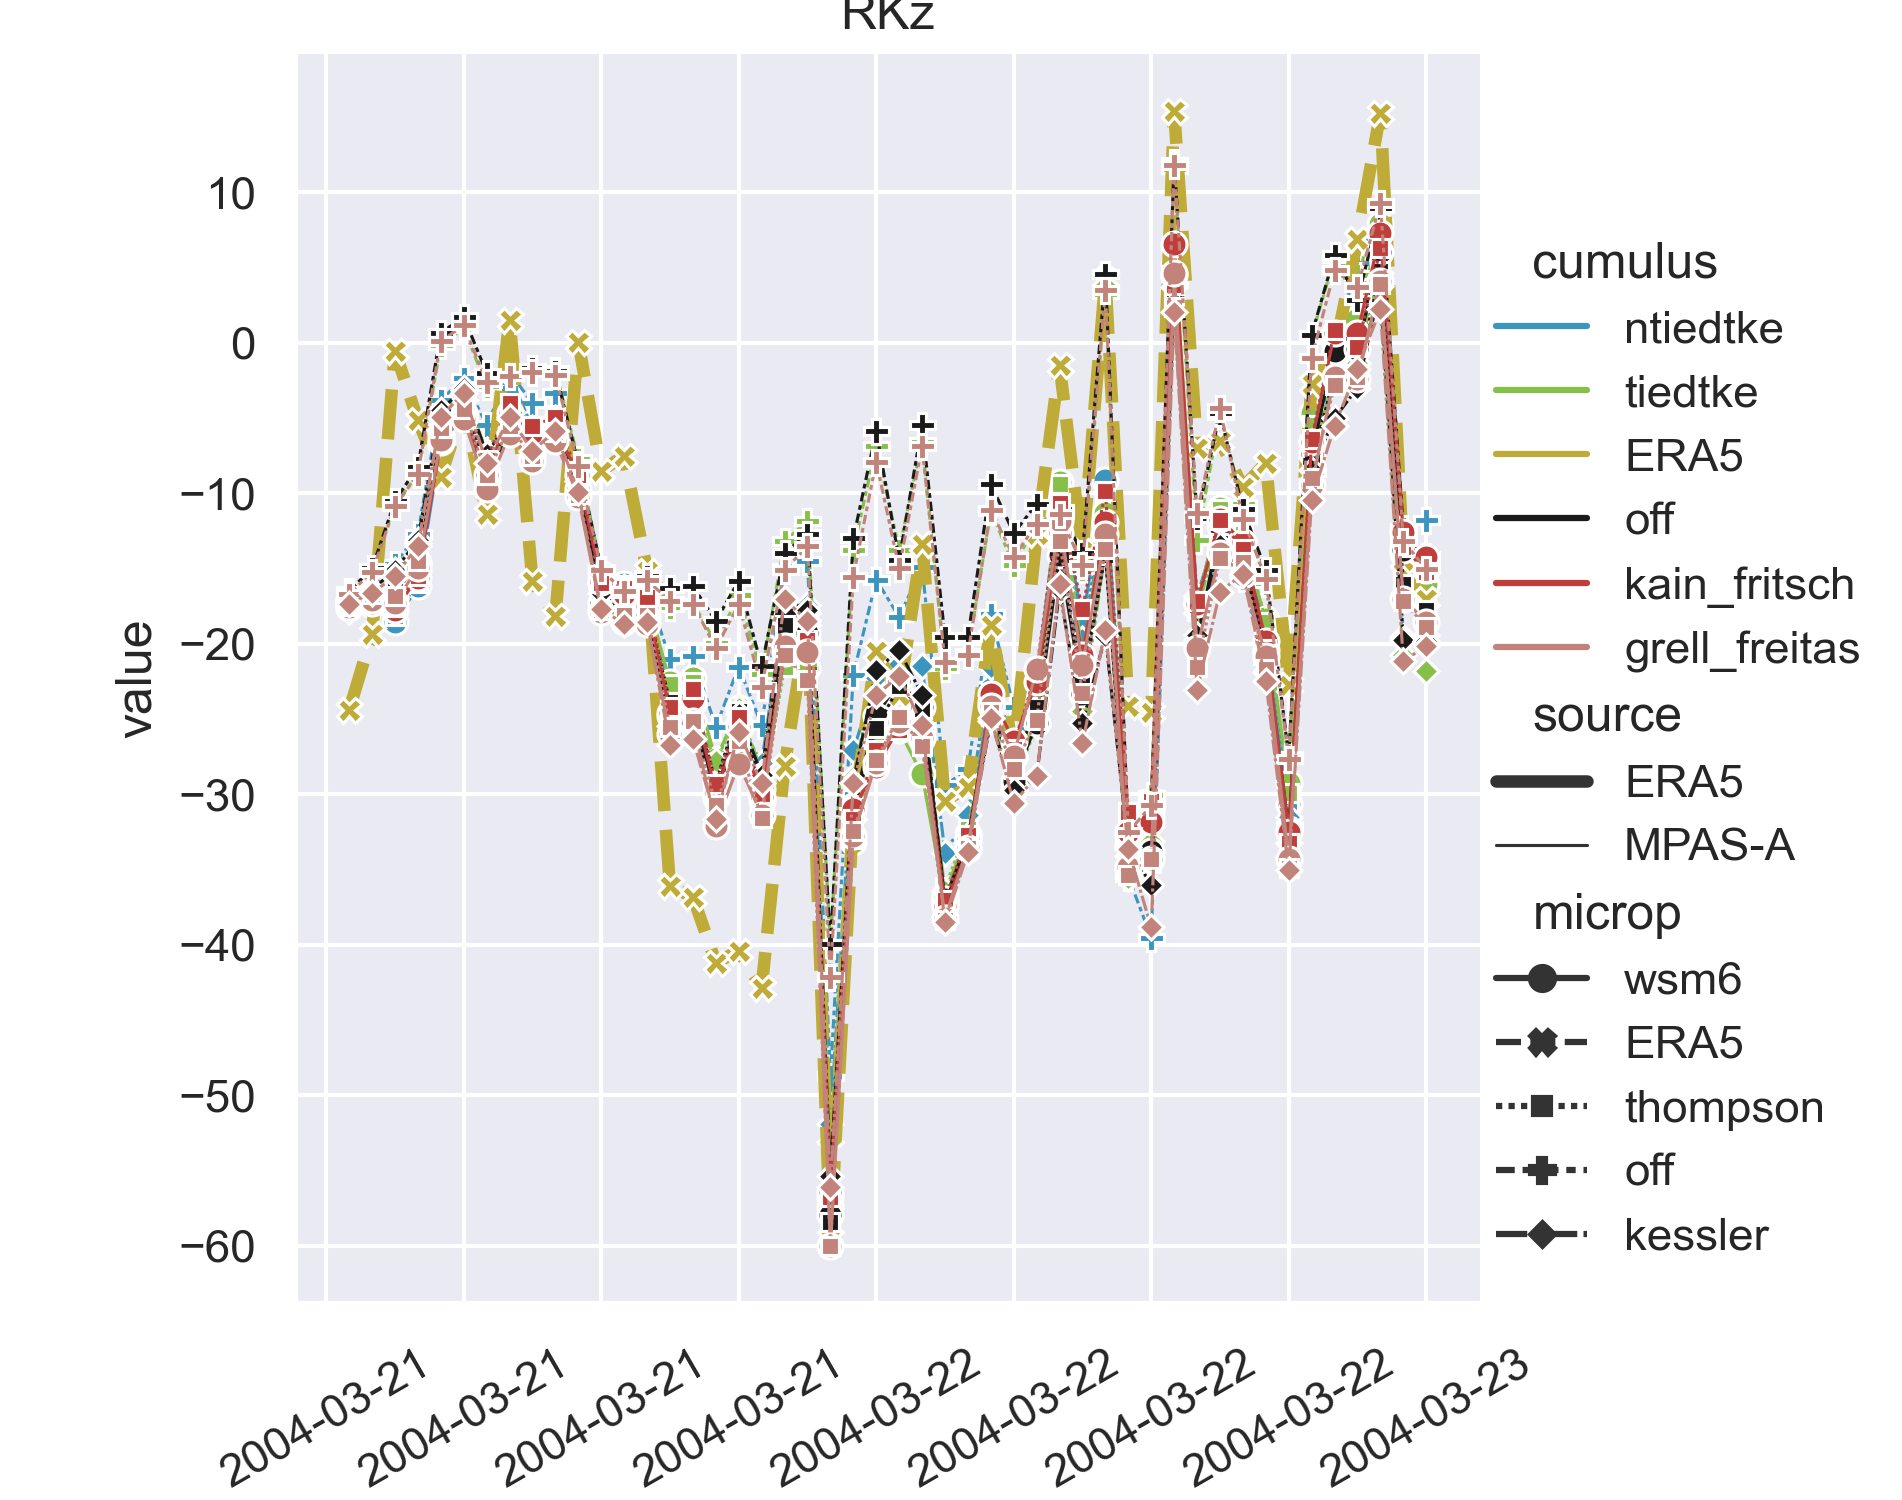 RKz
10
0
−10
−20
−30
−40
−50
−60
value
2004-03-21
2004-03-21
2004-03-21
2004-03-21
2004-03-22
2004-03-22
2004-03-22
2004-03-22
2004-03-23
cumulus
ntiedtke
tiedtke
ERA5
off
kain_fritsch
grell_freitas
source
ERA5
MPAS-A
microp
wsm6
ERA5
thompson
off
kessler